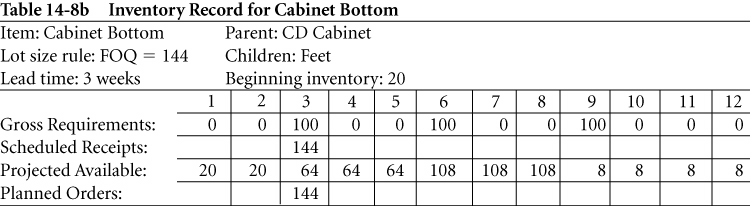 Table 14-8b Inventory Record for Cabinet Bottom
Item: Cabinet Bottom Parent: CD Cabinet
Lot size rule: FOQ = 144 Children: Feet
Lead time: 3 weeks Beginning inventory: 20
1 2 3 4 5 6 7 8 9 10 11 12
Gross Requirements: 0 0 100 0 0 100 0 0 100 0 0 0
Scheduled Receipts: 144
Projected Available: 20 20 64 64 64 108 108 108 8 8 8 8
Planned Orders: 144